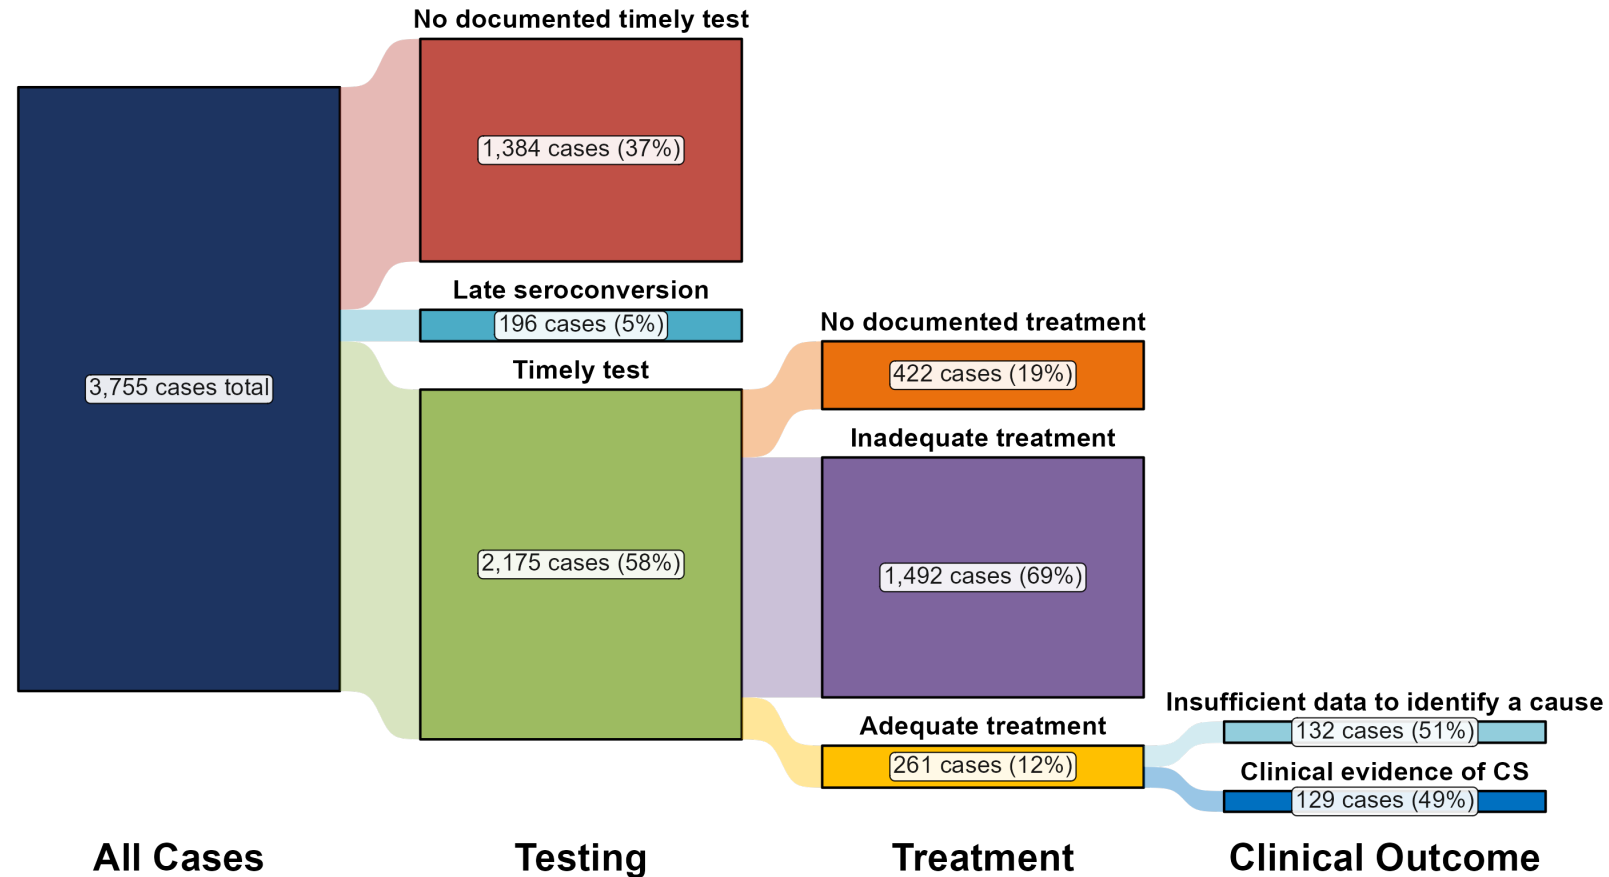 No documented timely test
1,384 cases (37%)
Late seroconversion
196 cases (5%)
No documented treatment
Timely test
422 cases (19%)
3,755 cases total
Inadequate treatment
2,175 cases (58%)
1,492 cases (69%)
Insufficient data to identify a cause
Adequate treatment
132 cases (51%)
261 cases (12%)
Clinical evidence of CS
129 cases (49%)
All Cases
Testing
Treatment
Clinical Outcome